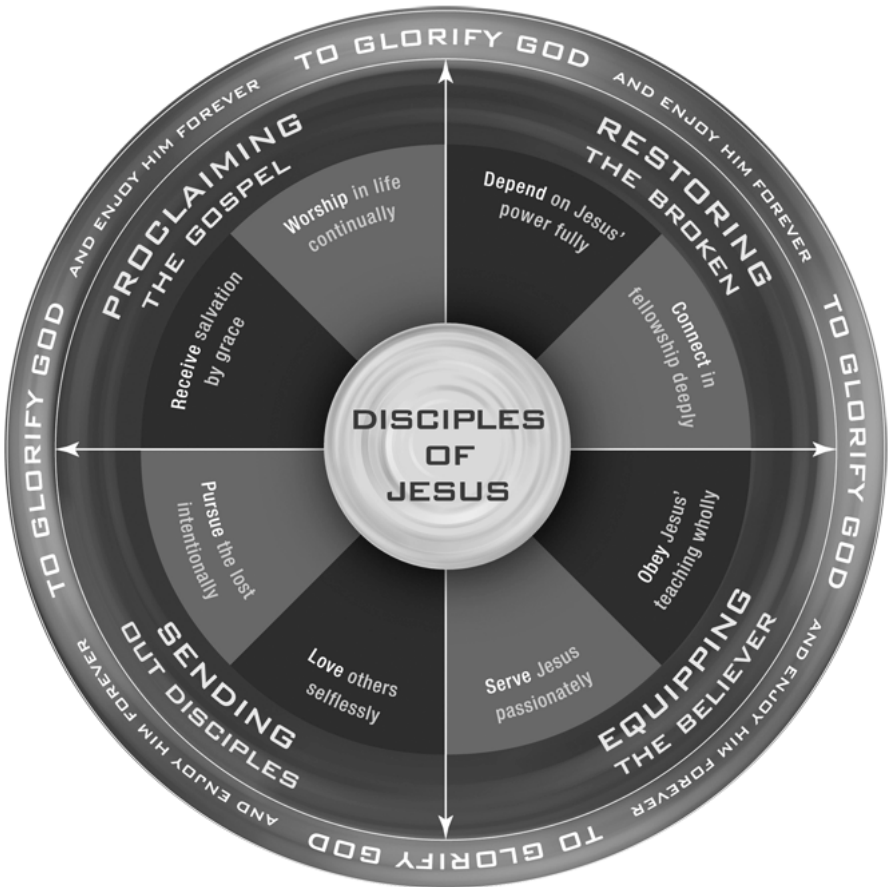 TO GLORIFY GOD
AND ENJOY HIM FOREVER
TO GLORIFY GOD
AND ENJOY HIM FOREVER
TO GLORIFY GOD
AND ENJOY HIM FOREVER
TO GLORIFY GOD
AND ENJOY HIM FOREVER
PROCLAIMING
THE GOSPEL
RESTORING
THE BROKEN
EQUIPPING
THE BELIEVER
SENDING
OUT DISCIPLES
Worship in life
continually
Depend on Jesus'
power fully
Connect in
fellowship deeply
Obey Jesus'
teaching wholly
Serve Jesus
passionately
Love others
selflessly
Pursue the lost
intentionally
Receive salvation
by grace
DISCIPLES
OF
JESUS